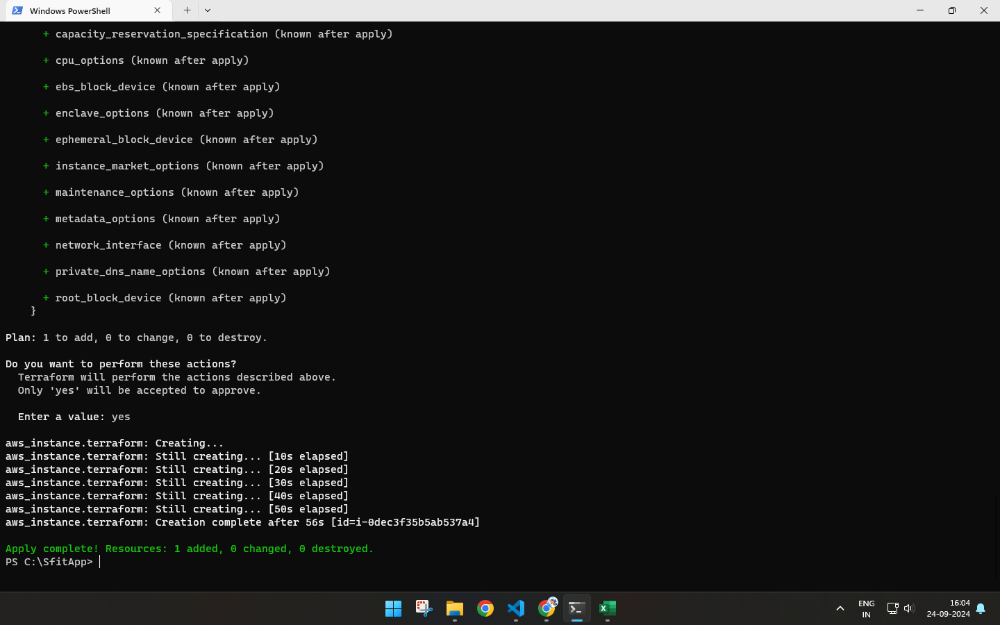 Windows PowerShell
+ capacity_reservation_specification (known after apply)
+ cpu_options (known after apply)
+ ebs_block_device (known after apply)
+ enclave_options (known after apply)
+ ephemeral_block_device (known after apply)
+ instance_market_options (known after apply)
+ maintenance_options (known after apply)
+ metadata_options (known after apply)
+ network_interface (known after apply)
+ private_dns_name_options (known after apply)
+ root_block_device (known after apply)
}
Plan: 1 to add, 0 to change, 0 to destroy.
Do you want to perform these actions?
Terraform will perform the actions described above.
Only 'yes' will be accepted to approve.
Enter a value: yes
aws_instance.terraform: Creating...
aws_instance.terraform: Still creating... [10s elapsed]
aws_instance.terraform: Still creating... [20s elapsed]
aws_instance.terraform: Still creating... [30s elapsed]
aws_instance.terraform: Still creating... [40s elapsed]
aws_instance.terraform: Still creating... [50s elapsed]
aws_instance.terraform: Creation complete after 56s [id=i-0dec3f35b5ab537a4]
Apply complete! Resources: 1 added, 0 changed, 0 destroyed.
PS C:\SfitApp>
ENG
IN
16:04
24-09-2024